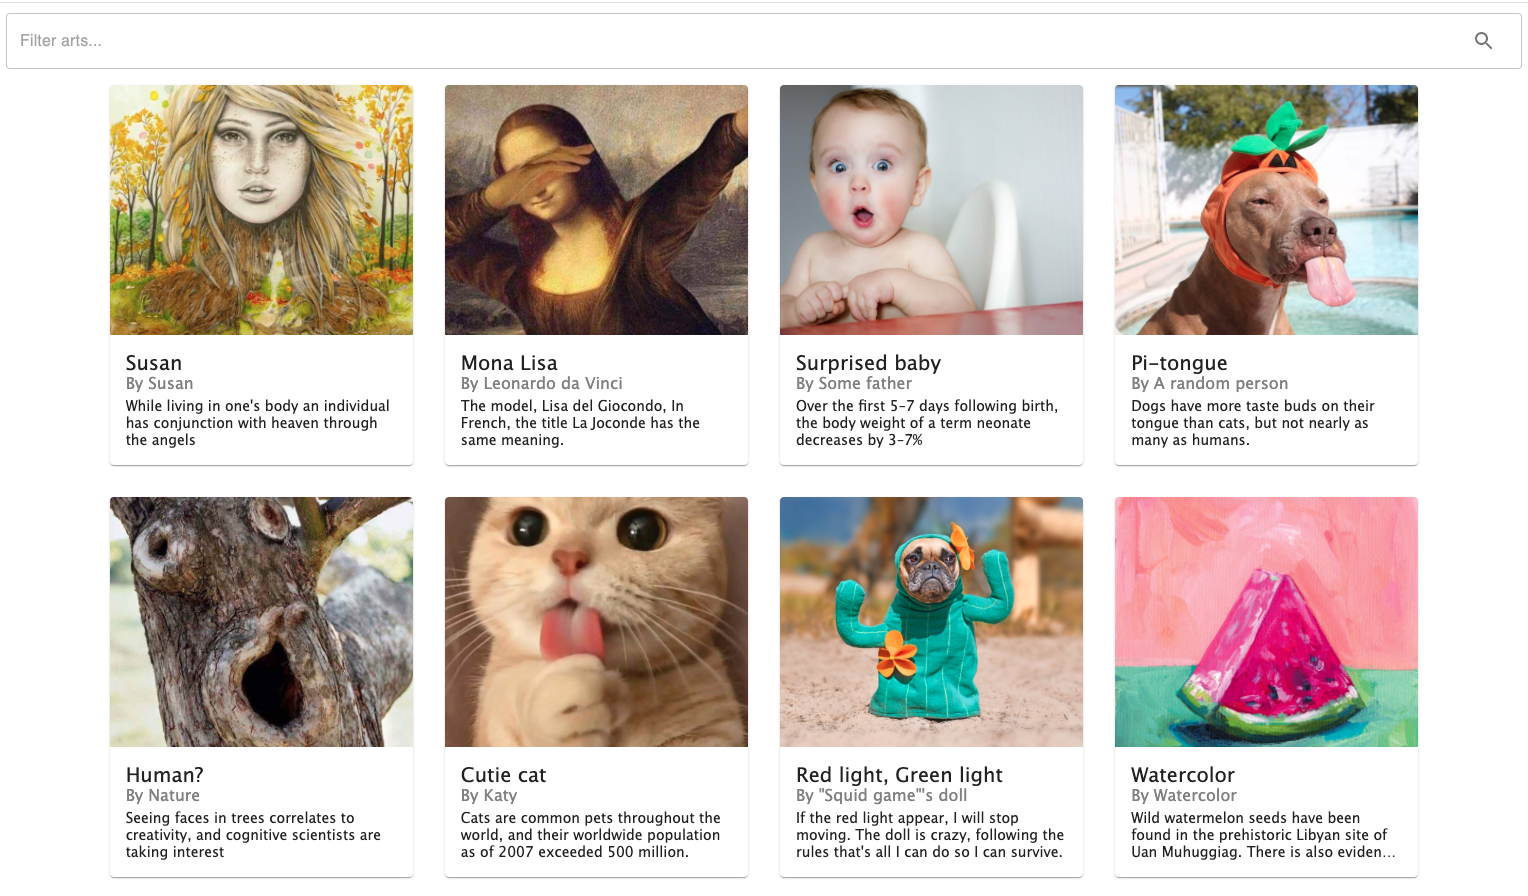 Filter arts...
Susan
By Susan
While living in one's body an individual
has conjunction with heaven through
the angels
Mona Lisa
By Leonardo da Vinci
The model, Lisa del Giocondo, In
French, the title La Joconde has the
same meaning.
Surprised baby
By Some father
Over the first 5-7 days following birth,
the body weight of a term neonate
decreases by 3-7%
Pi-tongue
By A random person
Dogs have more taste buds on their
tongue than cats, but not nearly as
many as humans.
Human?
By Nature
Seeing faces in trees correlates to
creativity, and cognitive scientists are
taking interest
Cutie cat
By Katy
Cats are common pets throughout the
world, and their worldwide population
as of 2007 exceeded 500 million.
Red light, Green light
By "Squid game"'s doll
If the red light appear, I will stop
moving. The doll is crazy, following the
rules that's all I can do so I can survive.
Watercolor
By Watercolor
Wild watermelon seeds have been
found in the prehistoric Libyan site of
Uan Muhuggiag. There is also eviden...